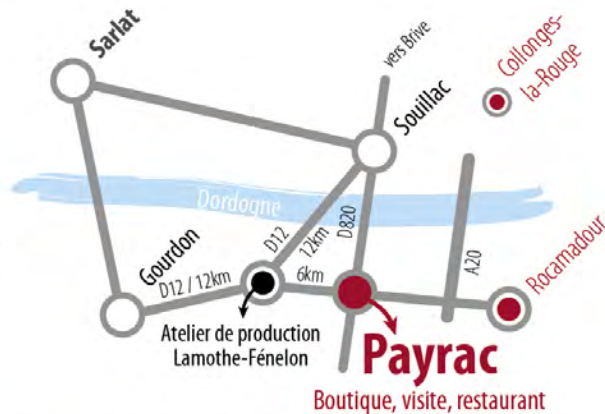 Sarlat
vers Brive
Collonges-
la-Rouge
Souillac
Dordogne
D12
12km
D820
A20
Gourdon
D12 / 12km
6km
Rocamadour
Atelier de production
Lamothe-Fénelon
Payrac
Boutique, visite, restaurant